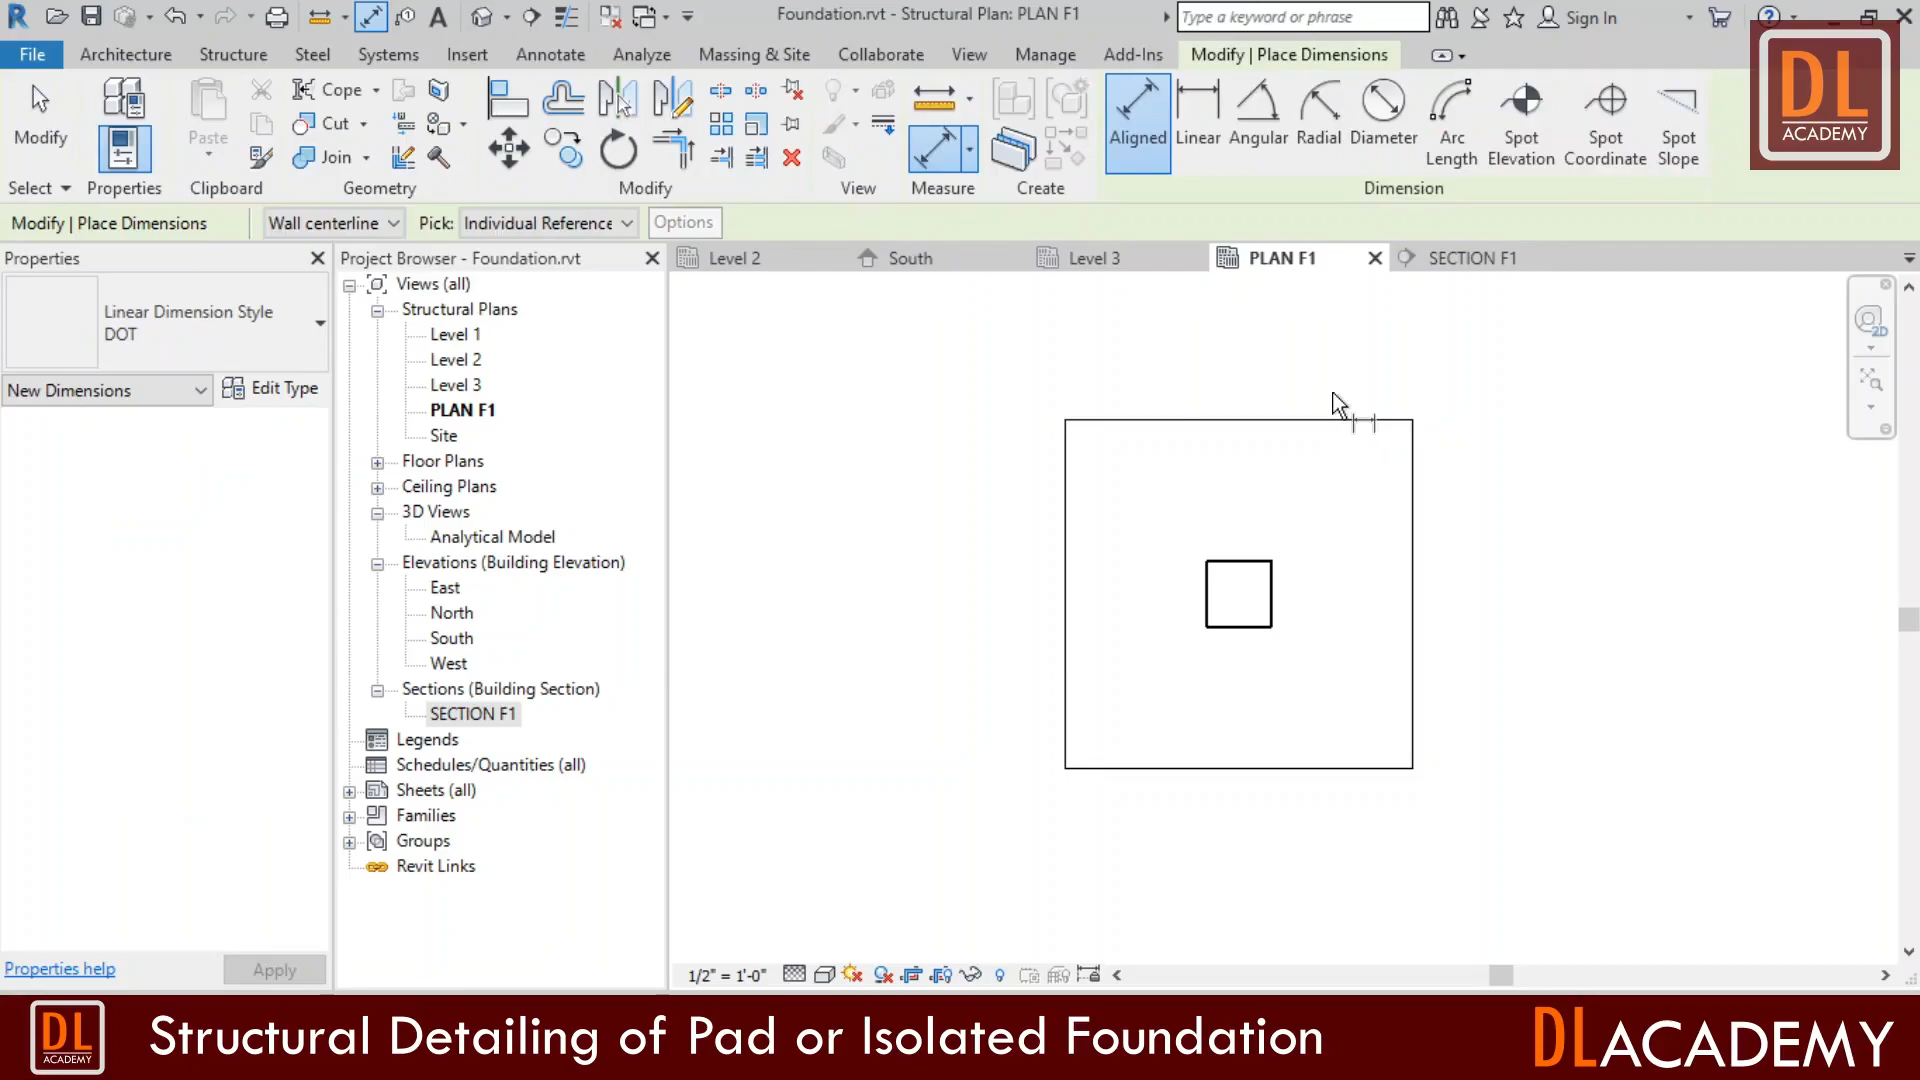 Foundation.rvt - Structural Plan: PLAN F1
Type a keyword or phrase
Sign In
File Architecture Structure Steel Systems Insert Annotate Analyze Massing & Site Collaborate View Manage Add-Ins Modify | Place Dimensions
Modify
Paste
Cope
Cut
Join
Aligned Linear Angular Radial Diameter Arc Length Spot Elevation Spot Coordinate Spot Slope
Select Properties Clipboard Geometry Modify View Measure Create Dimension
DL
ACADEMY
Modify | Place Dimensions Wall centerline Pick: Individual Reference Options
Properties
Project Browser - Foundation.rvt
Level 2 South Level 3 PLAN F1 SECTION F1
Linear Dimension Style
DOT
New Dimensions Edit Type
Views (all)
Structural Plans
Level 1
Level 2
Level 3
PLAN F1
Site
Floor Plans
Ceiling Plans
3D Views
Analytical Model
Elevations (Building Elevation)
East
North
South
West
Sections (Building Section)
SECTION F1
Legends
Schedules/Quantities (all)
Sheets (all)
Families
Groups
Revit Links
2D
Properties help Apply
1/2" = 1'-0"
DL
ACADEMY
Structural Detailing of Pad or Isolated Foundation
DLACADEMY